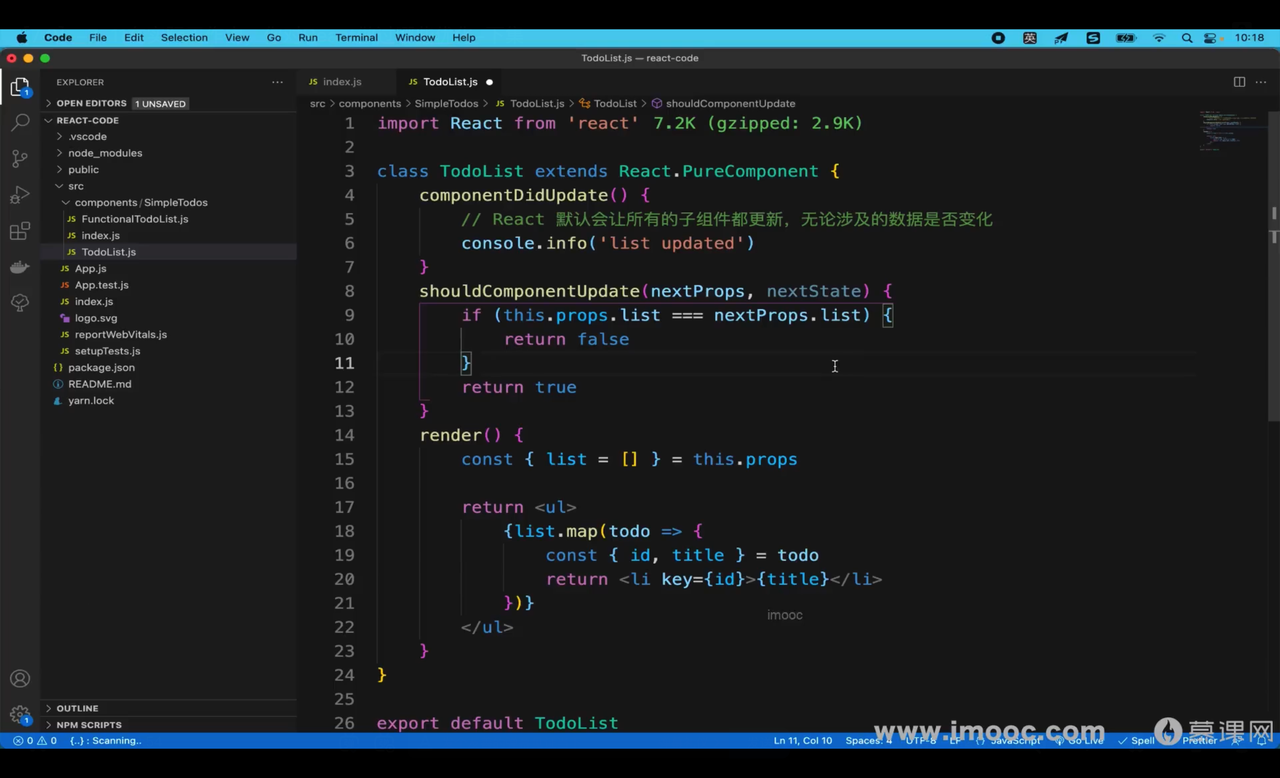 Code File Edit Selection View Go Run Terminal Window Help 英 10:18
TodoList.js — react-code
EXPLORER
index.js
TodoList.js
OPEN EDITORS 1 UNSAVED
src > components > SimpleTodos > JS TodoList.js > TodoList > shouldComponentUpdate
REACT-CODE
.vscode
node_modules
public
src
components / SimpleTodos
JS FunctionalTodoList.js
JS index.js
JS TodoList.js
JS App.js
JS App.test.js
JS index.js
logo.svg
JS reportWebVitals.js
JS setupTests.js
package.json
README.md
yarn.lock
OUTLINE
NPM SCRIPTS
1 import React from 'react' 7.2K (gzipped: 2.9K)
2
3 class TodoList extends React.PureComponent {
4 componentDidUpdate() {
5 // React 默认会让所有的子组件都更新，无论涉及的数据是否变化
6 console.info('list updated')
7 }
8 shouldComponentUpdate(nextProps, nextState) {
9 if (this.props.list === nextProps.list) {
10 return false
11 }
12 return true
13 }
14 render() {
15 const { list = [] } = this.props
16
17 return <ul>
18 {list.map(todo => {
19 const { id, title } = todo
20 return <li key={id}>{title}</li>
21 })}
22 </ul>
23 }
24 }
25
26 export default TodoList
imooc
www.imooc.com 慕课网
0 0 {..} : Scanning.. Ln 11, Col 10 Spaces: 4 UTF-8 LF {} JavaScript Go Live Spell Prettier